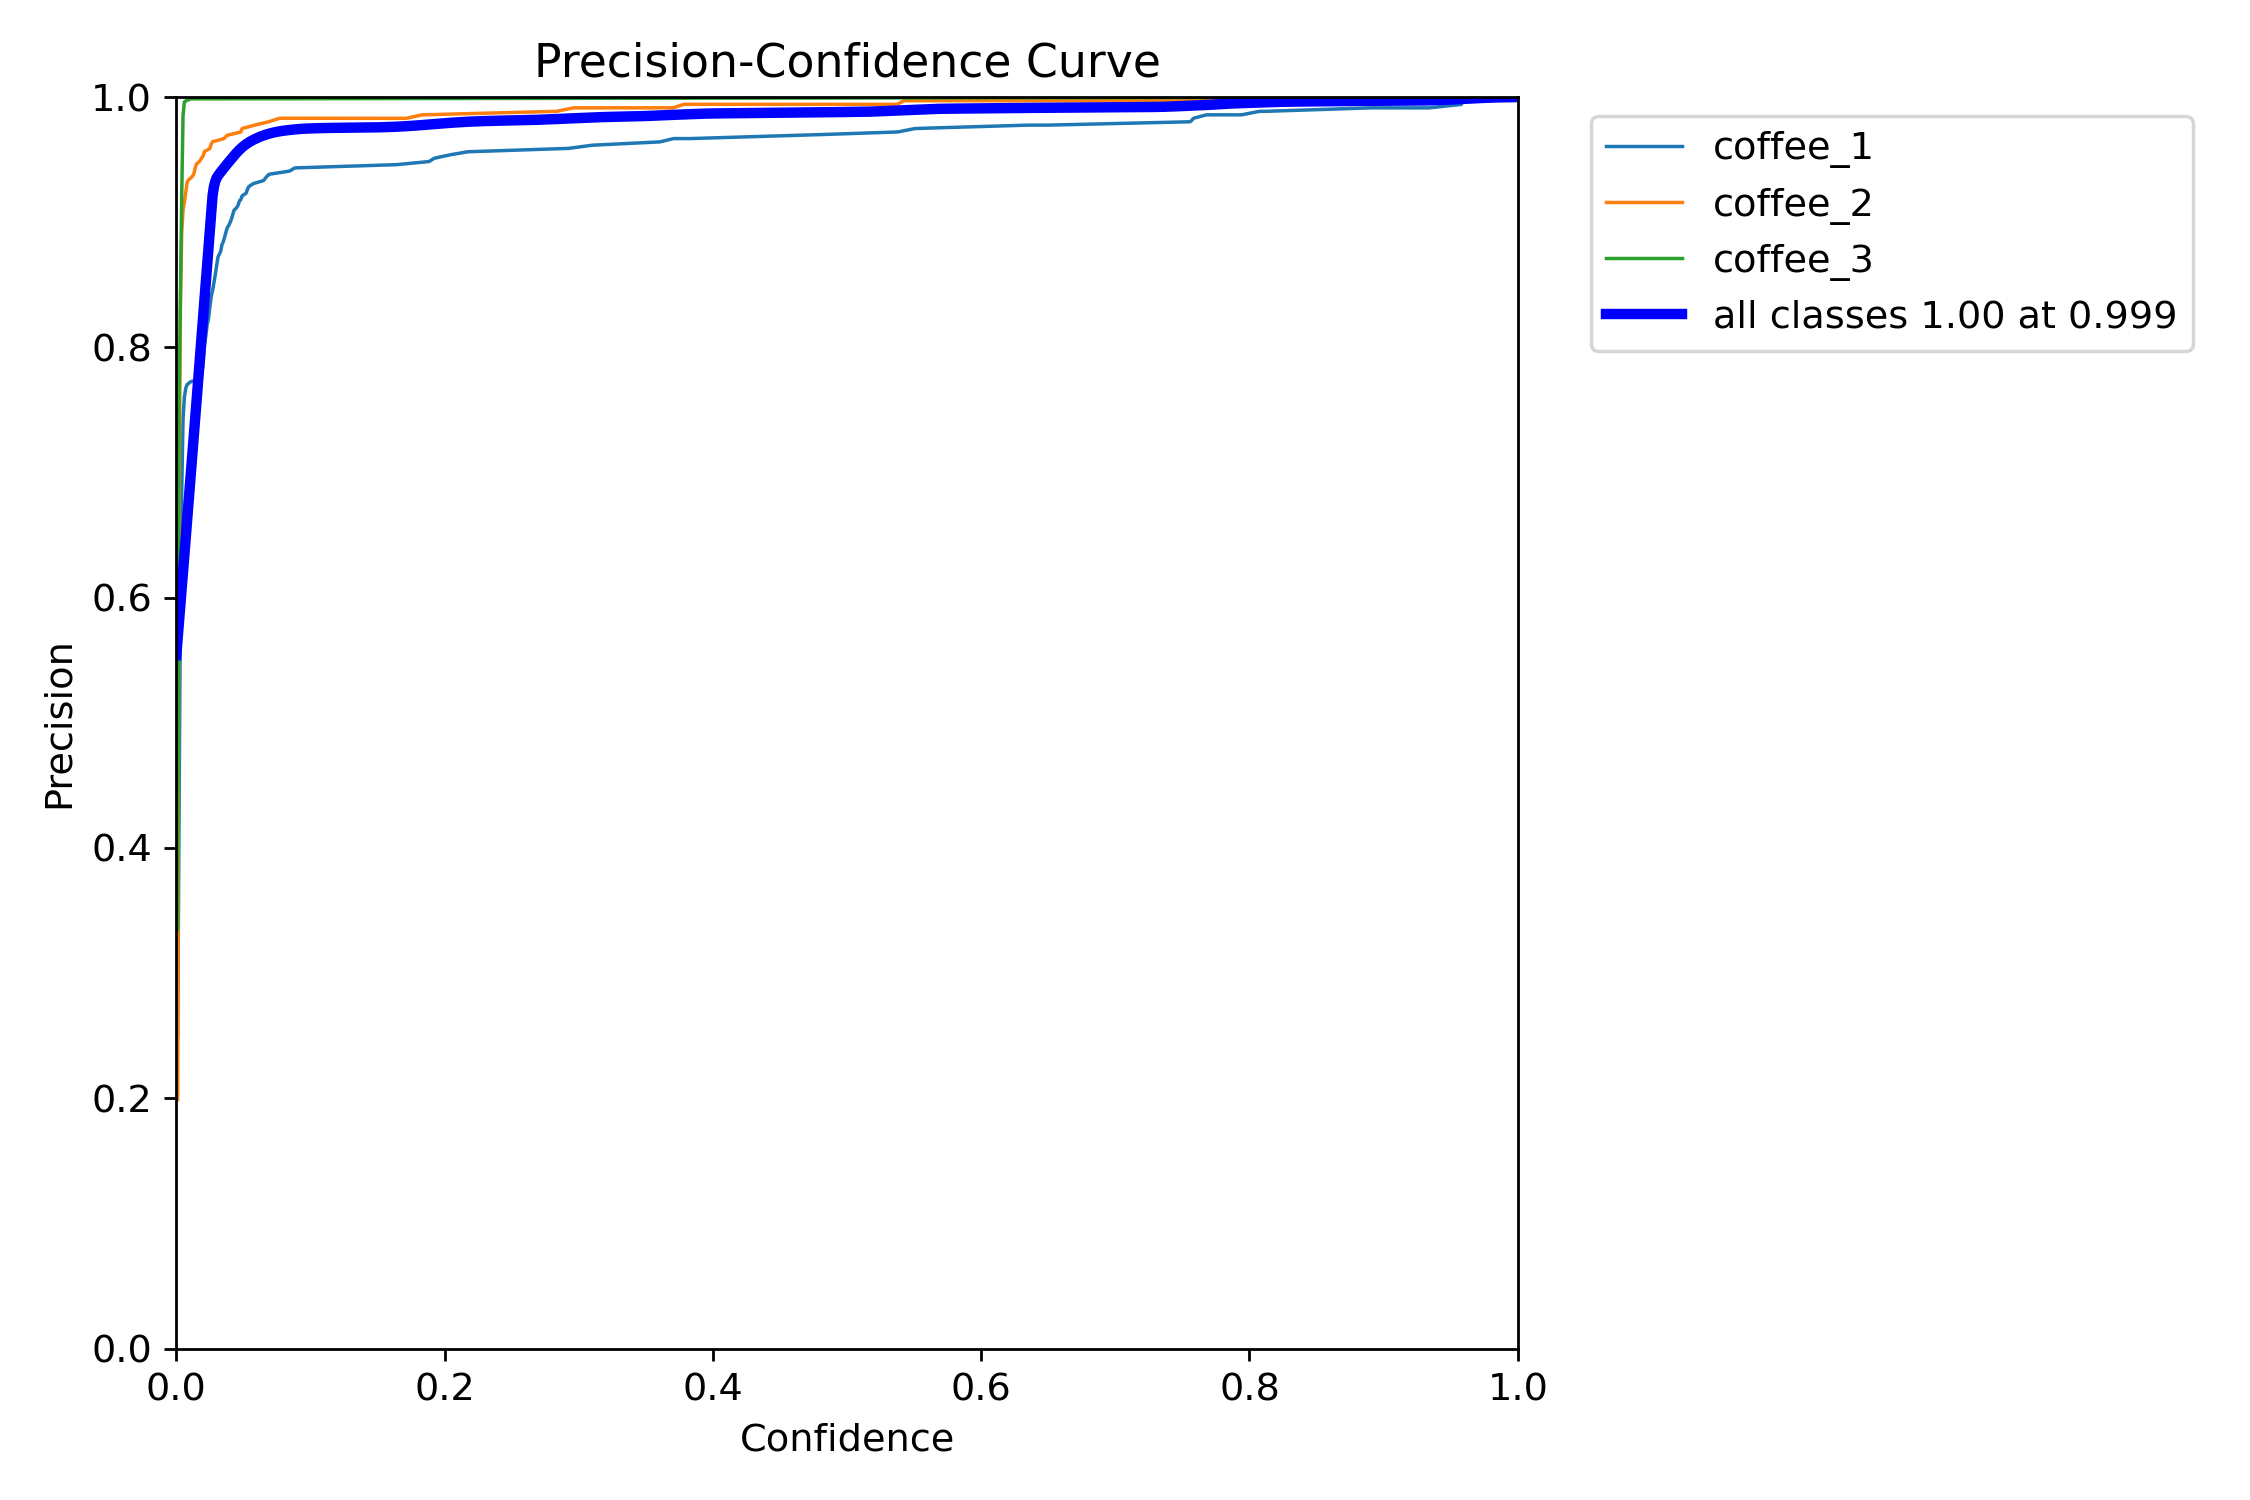 Precision-Confidence Curve
1.0
0.8
0.6
0.4
0.2
0.0
Precision
0.0 0.2 0.4 0.6 0.8 1.0
Confidence
coffee_1
coffee_2
coffee_3
all classes 1.00 at 0.999